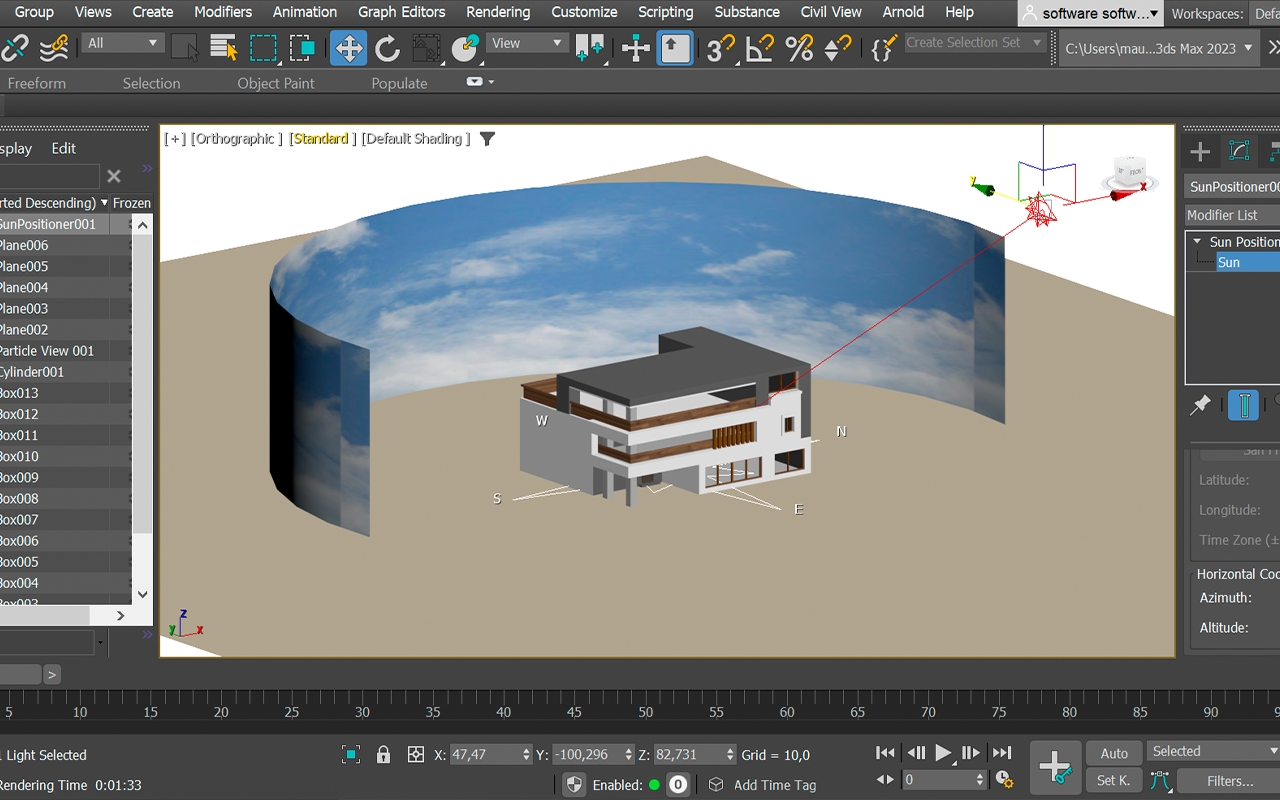 Group Views Create Modifiers Animation Graph Editors Rendering Customize Scripting Substance Civil View Arnold Help software softw... Workspaces: Defa
All View 3 Create Selection Set C:\Users\mau...3ds Max 2023
Freeform Selection Object Paint Populate
[+] [Orthographic ] [Standard ] [Default Shading ]
splay Edit
rted Descending) Frozen
SunPositioner001
Plane006
Plane005
Plane004
Plane003
Plane002
Particle View 001
Cylinder001
Box013
Box012
Box011
Box010
Box009
Box008
Box007
Box006
Box005
Box004
Box003
y x
FRONT
W
N
S
E
z
y x
SunPositioner00
Modifier List
Sun Position
Sun
San Fr
Latitude:
Longitude:
Time Zone (±
Horizontal Coo
Azimuth:
Altitude:
>
5 10 15 20 25 30 35 40 45 50 55 60 65 70 75 80 85 90 9
1 Light Selected X: 47,47 Y: -100,296 Z: 82,731 Grid = 10,0 Auto Selected
Rendering Time 0:01:33 Enabled: 0 Add Time Tag 0 Set K. Filters...